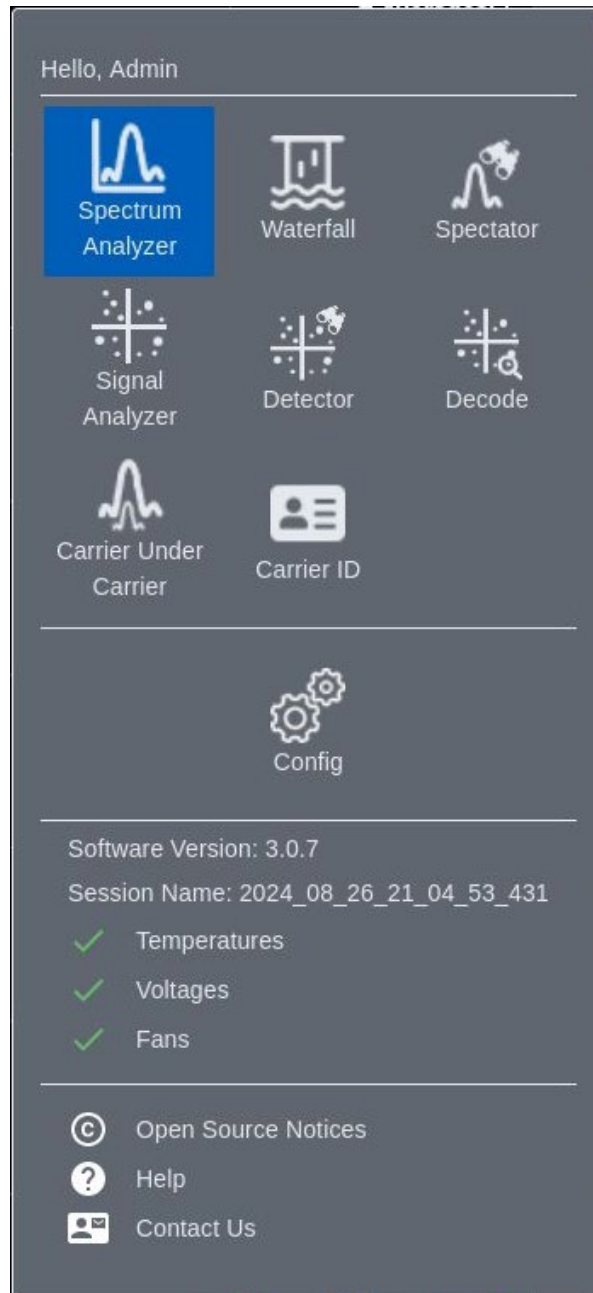 Hello, Admin
Spectrum
Analyzer
Waterfall
Spectator
Signal
Analyzer
Detector
Decode
Carrier Under
Carrier
Carrier ID
Config
Software Version: 3.0.7
Session Name: 2024_08_26_21_04_53_431
Temperatures
Voltages
Fans
Open Source Notices
Help
Contact Us